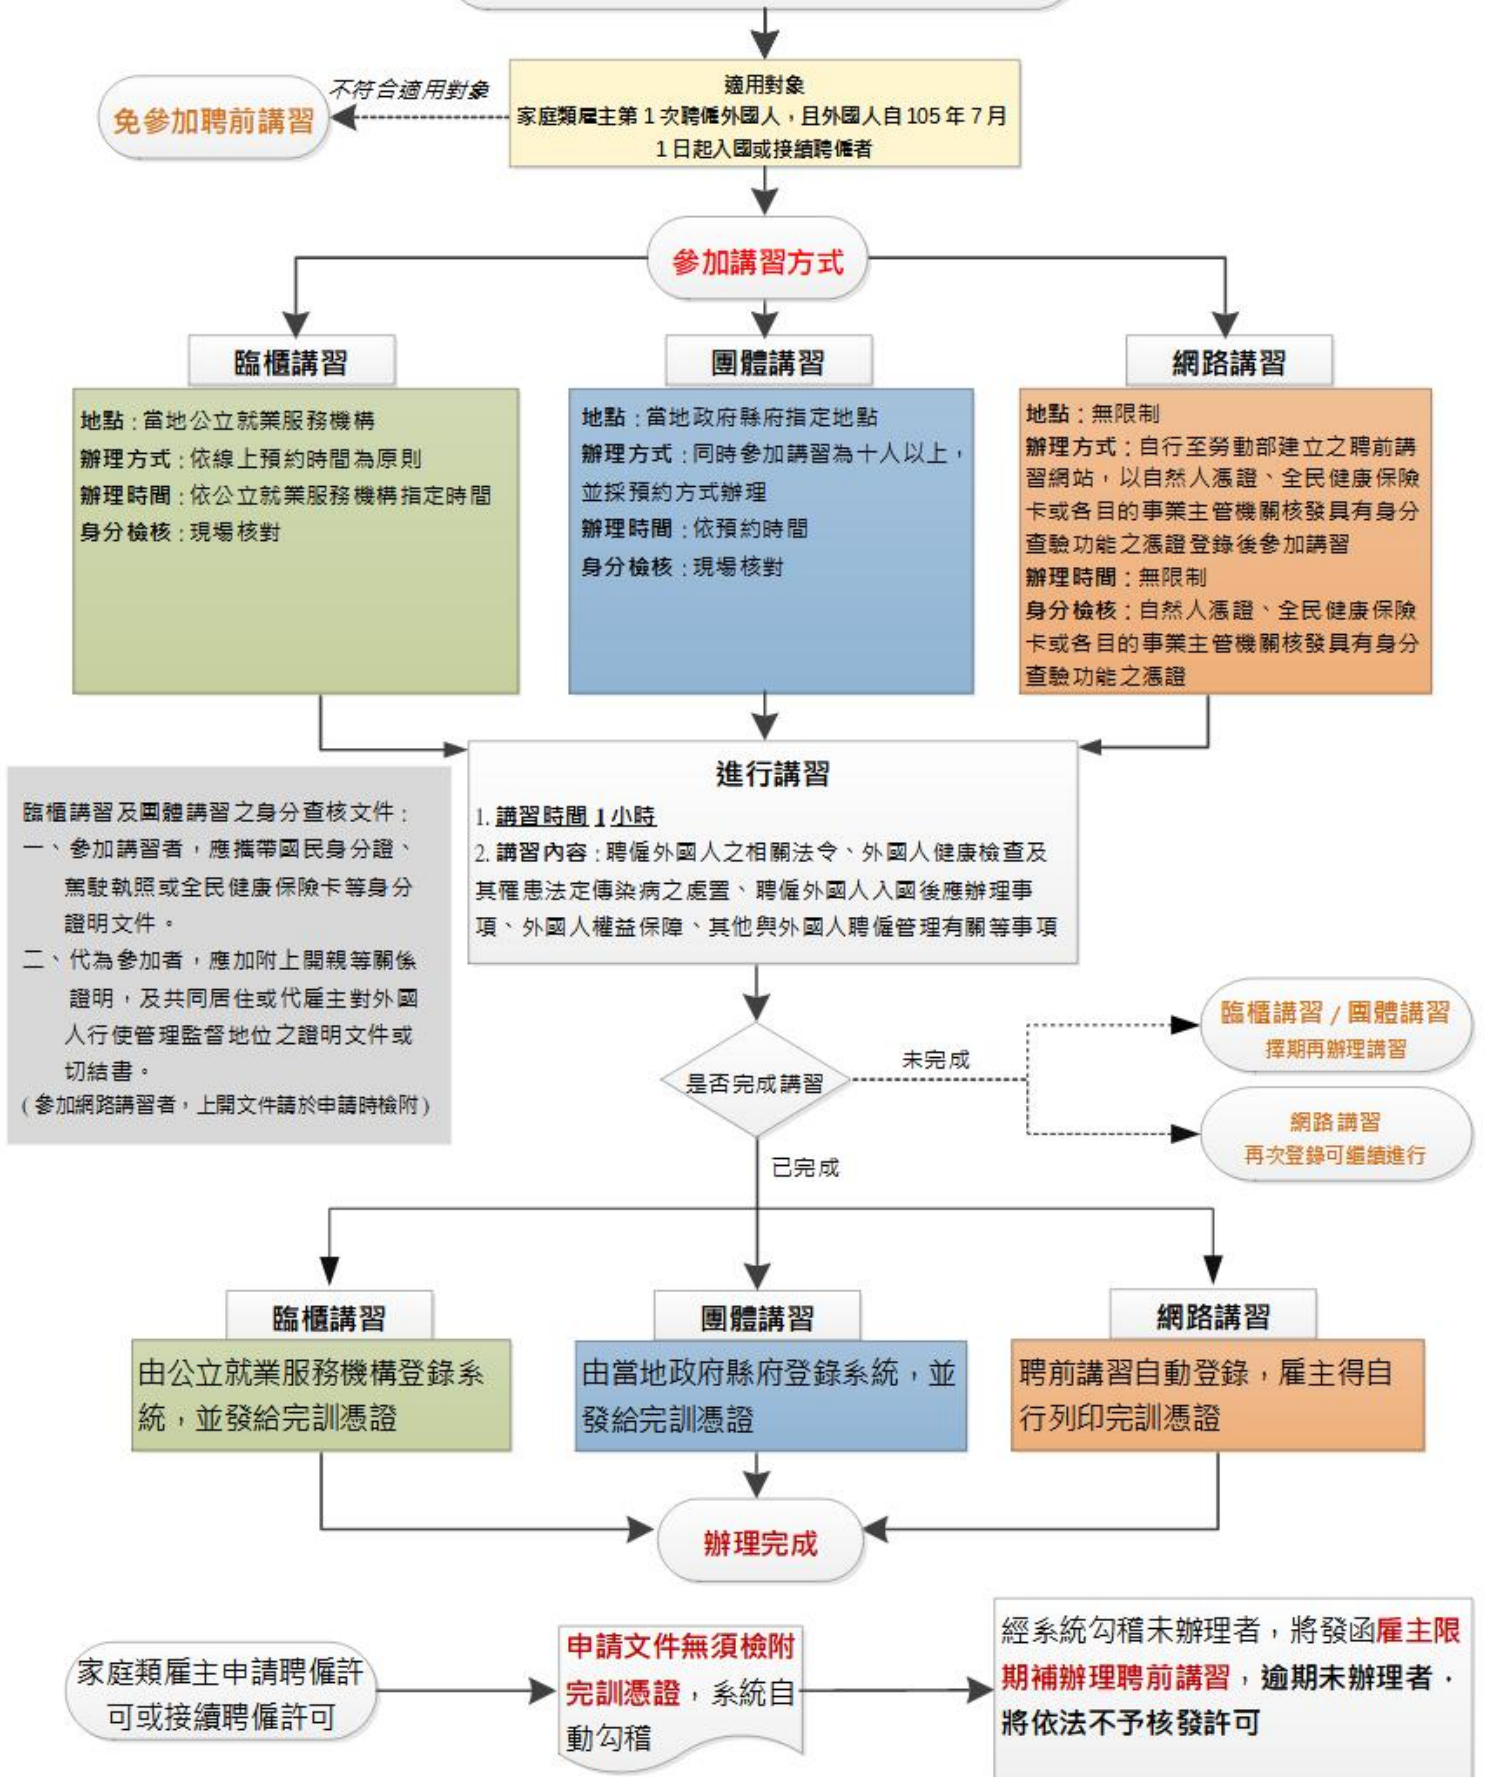 適用對象
家庭類雇主第 1 次聘僱外國人，且外國人自 105 年 7 月
1 日起入國或接續聘僱者
不符合適用對象
免參加聘前講習
參加講習方式
臨櫃講習
地點：當地公立就業服務機構
辦理方式：依線上預約時間為原則
辦理時間：依公立就業服務機構指定時間
身分檢核：現場核對
團體講習
地點：當地政府縣府指定地點
辦理方式：同時參加講習為十人以上，
並採預約方式辦理
辦理時間：依預約時間
身分檢核：現場核對
網路講習
地點：無限制
辦理方式：自行至勞動部建立之聘前講
習網站，以自然人憑證、全民健康保險
卡或各目的事業主管機關核發具有身分
查驗功能之憑證登錄後參加講習
辦理時間：無限制
身分檢核：自然人憑證、全民健康保險
卡或各目的事業主管機關核發具有身分
查驗功能之憑證
進行講習
1. 講習時間 1 小時
2. 講習內容：聘僱外國人之相關法令、外國人健康檢查及
其罹患法定傳染病之處置、聘僱外國人入國後應辦理事
項、外國人權益保障、其他與外國人聘僱管理有關等事項
臨櫃講習及團體講習之身分查核文件：
一、參加講習者，應攜帶國民身分證、
駕駛執照或全民健康保險卡等身分
證明文件。
二、代為參加者，應加附上開親等關係
證明，及共同居住或代雇主對外國
人行使管理監督地位之證明文件或
切結書。
(參加網路講習者，上開文件請於申請時檢附)
是否完成講習
未完成
臨櫃講習 / 團體講習
擇期再辦理講習
網路講習
再次登錄可繼續進行
已完成
臨櫃講習
由公立就業服務機構登錄系
統，並發給完訓憑證
團體講習
由當地政府縣府登錄系統，並
發給完訓憑證
網路講習
聘前講習自動登錄，雇主得自
行列印完訓憑證
辦理完成
家庭類雇主申請聘僱許
可或接續聘僱許可
申請文件無須檢附
完訓憑證，系統自
動勾稽
經系統勾稽未辦理者，將發函雇主限
期補辦理聘前講習，逾期未辦理者，
將依法不予核發許可